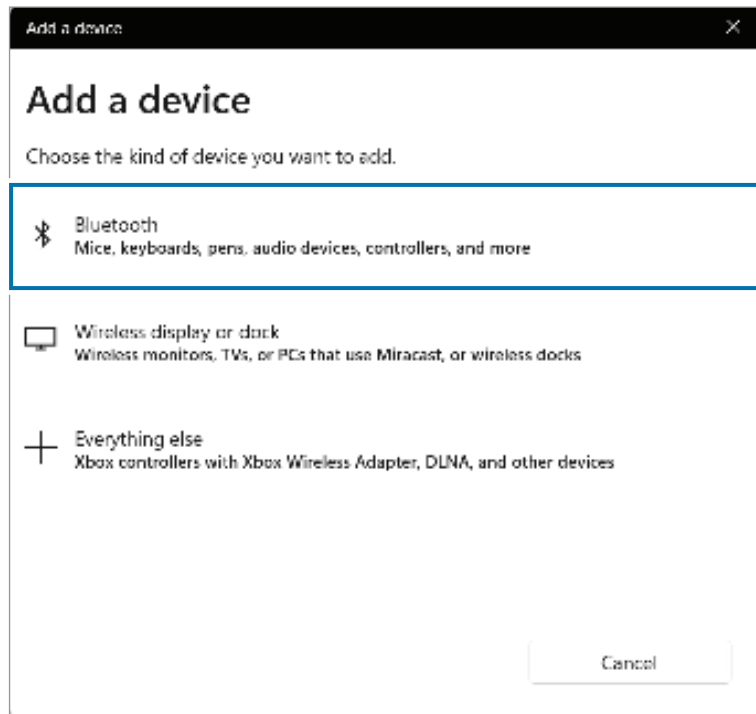 Add a device
Add a device
Choose the kind of device you want to add.
Bluetooth
Mice, keyboards, pens, audio devices, controllers, and more
Wireless display or dock
Wireless monitors, TVs, or PCs that use Miracast, or wireless docks
Everything else
Xbox controllers with Xbox Wireless Adapter, DLNA, and other devices
Cancel